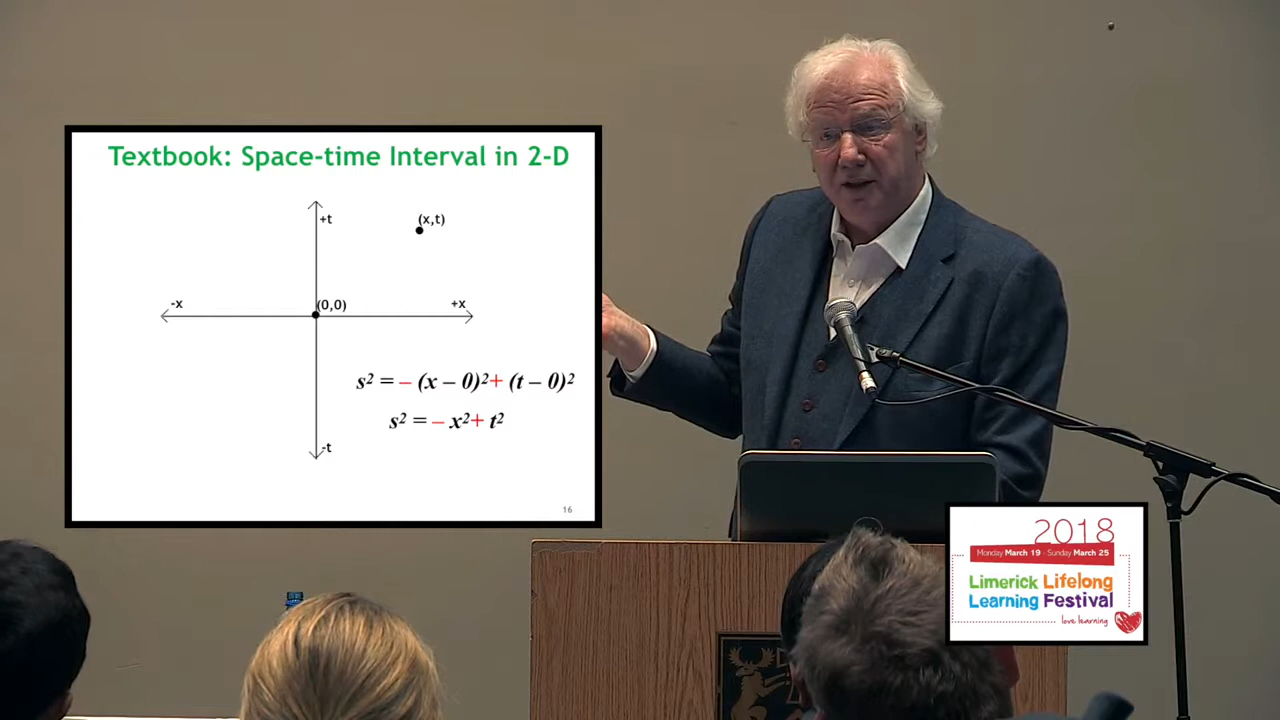 Textbook: Space-time Interval in 2-D
+t
(x,t)
-x
(0,0)
+x
s² = – (x – 0)²+ (t – 0)²
s² = – x²+ t²
-t
16
2018
Monday March 19 - Sunday March 25
Limerick Lifelong
Learning Festival
love learning